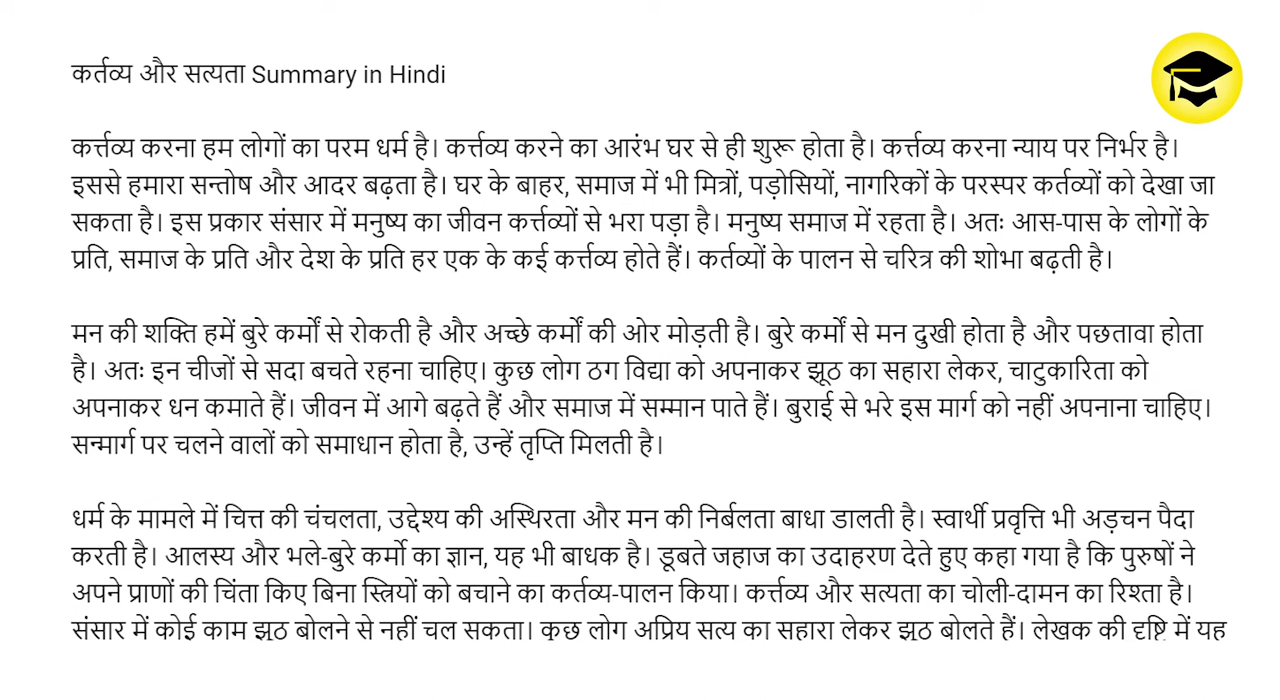 कर्तव्य और सत्यता Summary in Hindi
कर्त्तव्य करना हम लोगों का परम धर्म है। कर्त्तव्य करने का आरंभ घर से ही शुरू होता है। कर्त्तव्य करना न्याय पर निर्भर है।
इससे हमारा सन्तोष और आदर बढ़ता है। घर के बाहर, समाज में भी मित्रों, पड़ोसियों, नागरिकों के परस्पर कर्तव्यों को देखा जा
सकता है। इस प्रकार संसार में मनुष्य का जीवन कर्त्तव्यों से भरा पड़ा है। मनुष्य समाज में रहता है। अतः आस-पास के लोगों के
प्रति, समाज के प्रति और देश के प्रति हर एक के कई कर्त्तव्य होते हैं। कर्तव्यों के पालन से चरित्र की शोभा बढ़ती है।
मन की शक्ति हमें बुरे कर्मों से रोकती है और अच्छे कर्मों की ओर मोड़ती है। बुरे कर्मों से मन दुखी होता है और पछतावा होता
है। अतः इन चीजों से सदा बचते रहना चाहिए। कुछ लोग ठग विद्या को अपनाकर झूठ का सहारा लेकर, चाटुकारिता को
अपनाकर धन कमाते हैं। जीवन में आगे बढ़ते हैं और समाज में सम्मान पाते हैं। बुराई से भरे इस मार्ग को नहीं अपनाना चाहिए।
सन्मार्ग पर चलने वालों को समाधान होता है, उन्हें तृप्ति मिलती है।
धर्म के मामले में चित्त की चंचलता, उद्देश्य की अस्थिरता और मन की निर्बलता बाधा डालती है। स्वार्थी प्रवृत्ति भी अड़चन पैदा
करती है। आलस्य और भले-बुरे कर्मो का ज्ञान, यह भी बाधक है। डूबते जहाज का उदाहरण देते हुए कहा गया है कि पुरुषों ने
अपने प्राणों की चिंता किए बिना स्त्रियों को बचाने का कर्तव्य-पालन किया। कर्त्तव्य और सत्यता का चोली-दामन का रिश्ता है।
संसार में कोई काम झूठ बोलने से नहीं चल सकता। कुछ लोग अप्रिय सत्य का सहारा लेकर झूठ बोलते हैं। लेखक की दृष्टि में यह